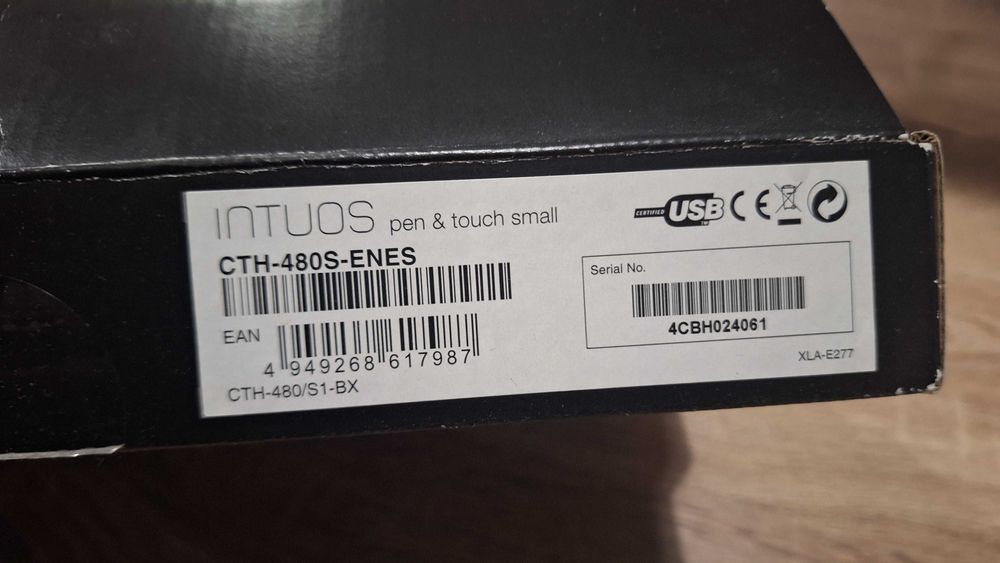 INTUOS pen & touch small
CERTIFIED USB TM CE
CTH-480S-ENES
Serial No.
4CBH024061
EAN
4 949268 617987
XLA-E277
CTH-480/S1-BX